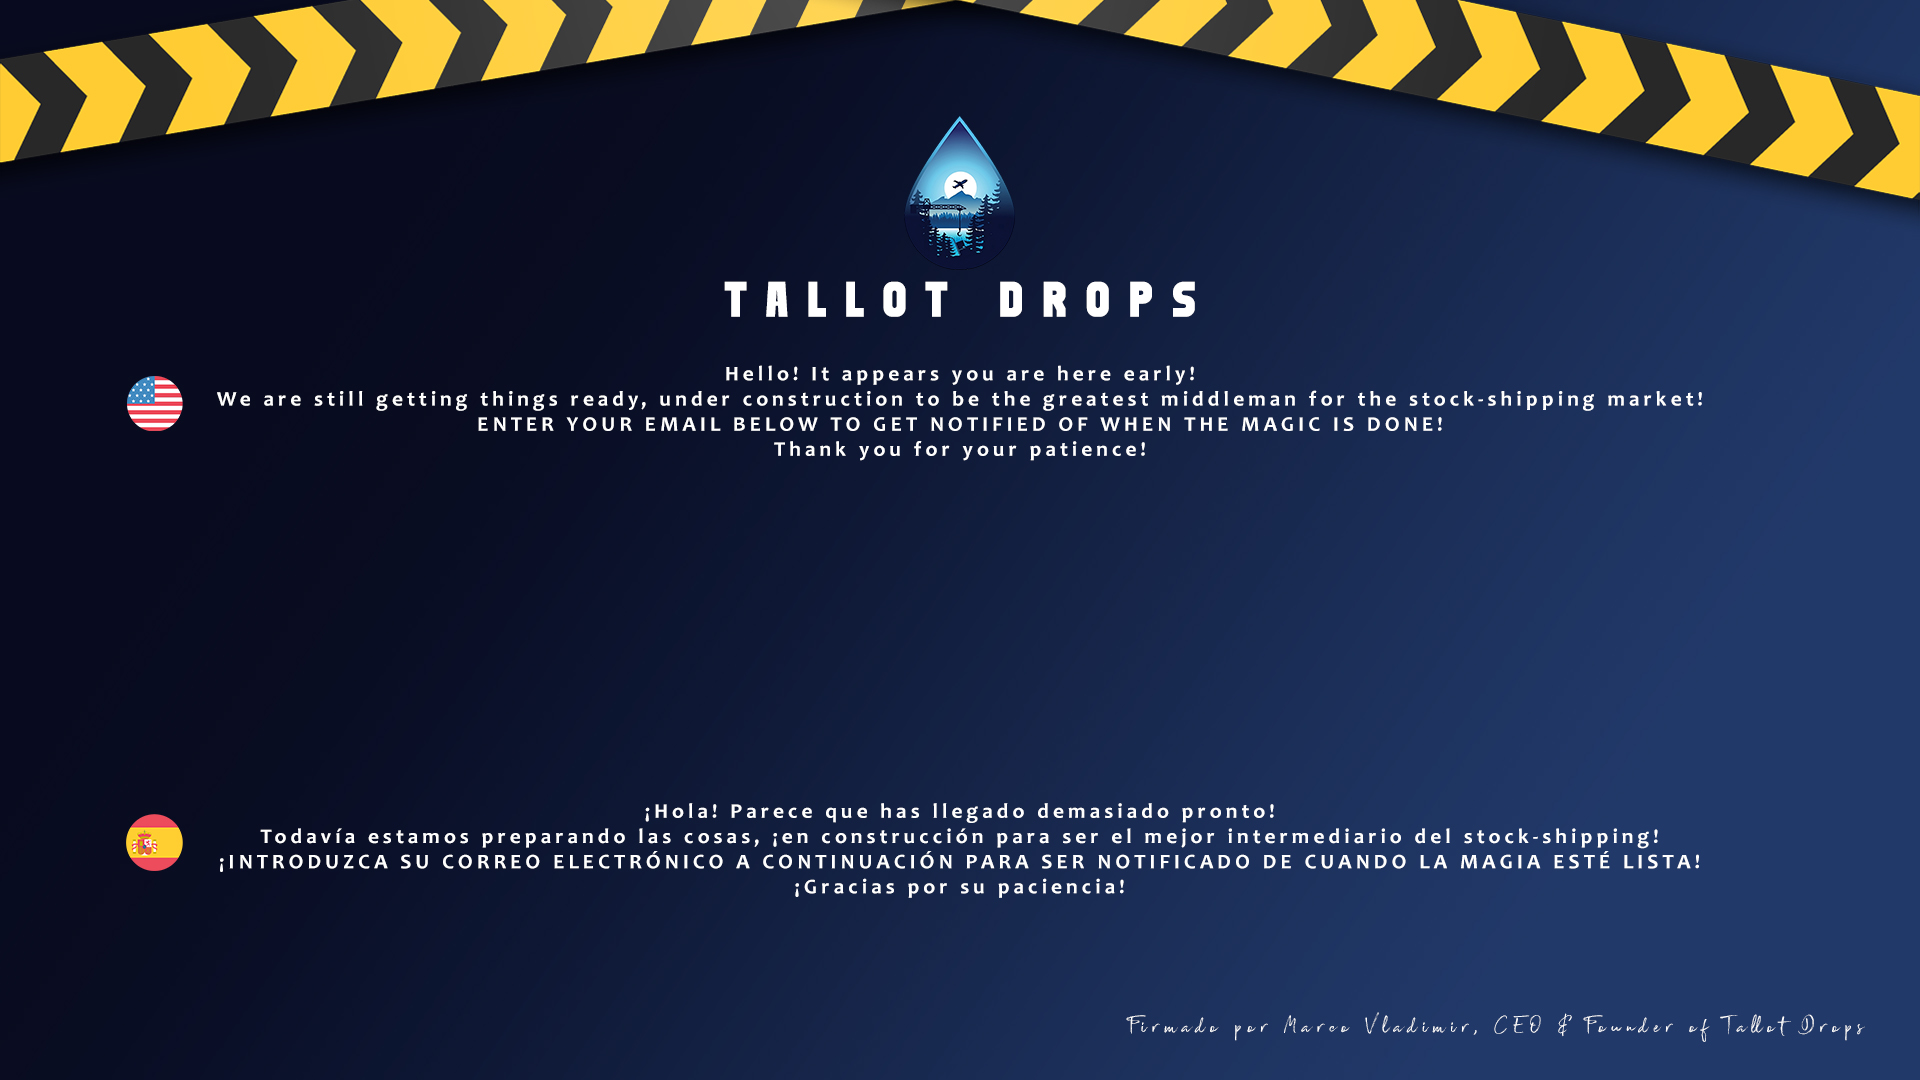 TALLOT DROPS
Hello! It appears you are here early!
We are still getting things ready, under construction to be the greatest middleman for the stock-shipping market!
ENTER YOUR EMAIL BELOW TO GET NOTIFIED OF WHEN THE MAGIC IS DONE!
Thank you for your patience!
¡Hola! Parece que has llegado demasiado pronto!
Todavía estamos preparando las cosas, ¡en construcción para ser el mejor intermediario del stock-shipping!
¡INTRODUZCA SU CORREO ELECTRÓNICO A CONTINUACIÓN PARA SER NOTIFICADO DE CUANDO LA MAGIA ESTÉ LISTA!
¡Gracias por su paciencia!
Firmado por Marco Vladimir, CEO & Founder of Tallot Drops